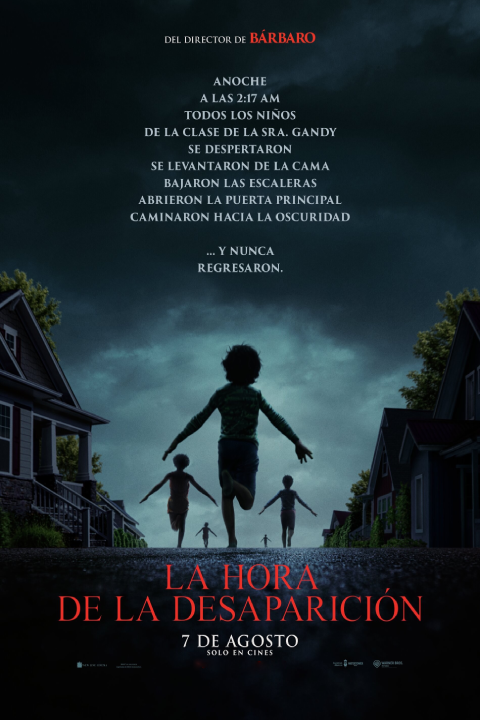 DEL DIRECTOR DE BÁRBARO
ANOCHE
A LAS 2:17 AM
TODOS LOS NIÑOS
DE LA CLASE DE LA SRA. GANDY
SE DESPERTARON
SE LEVANTARON DE LA CAMA
BAJARON LAS ESCALERAS
ABRIERON LA PUERTA PRINCIPAL
CAMINARON HACIA LA OSCURIDAD
... Y NUNCA
REGRESARON.
LA HORA
DE LA DESAPARICIÓN
7 DE AGOSTO
SOLO EN CINES